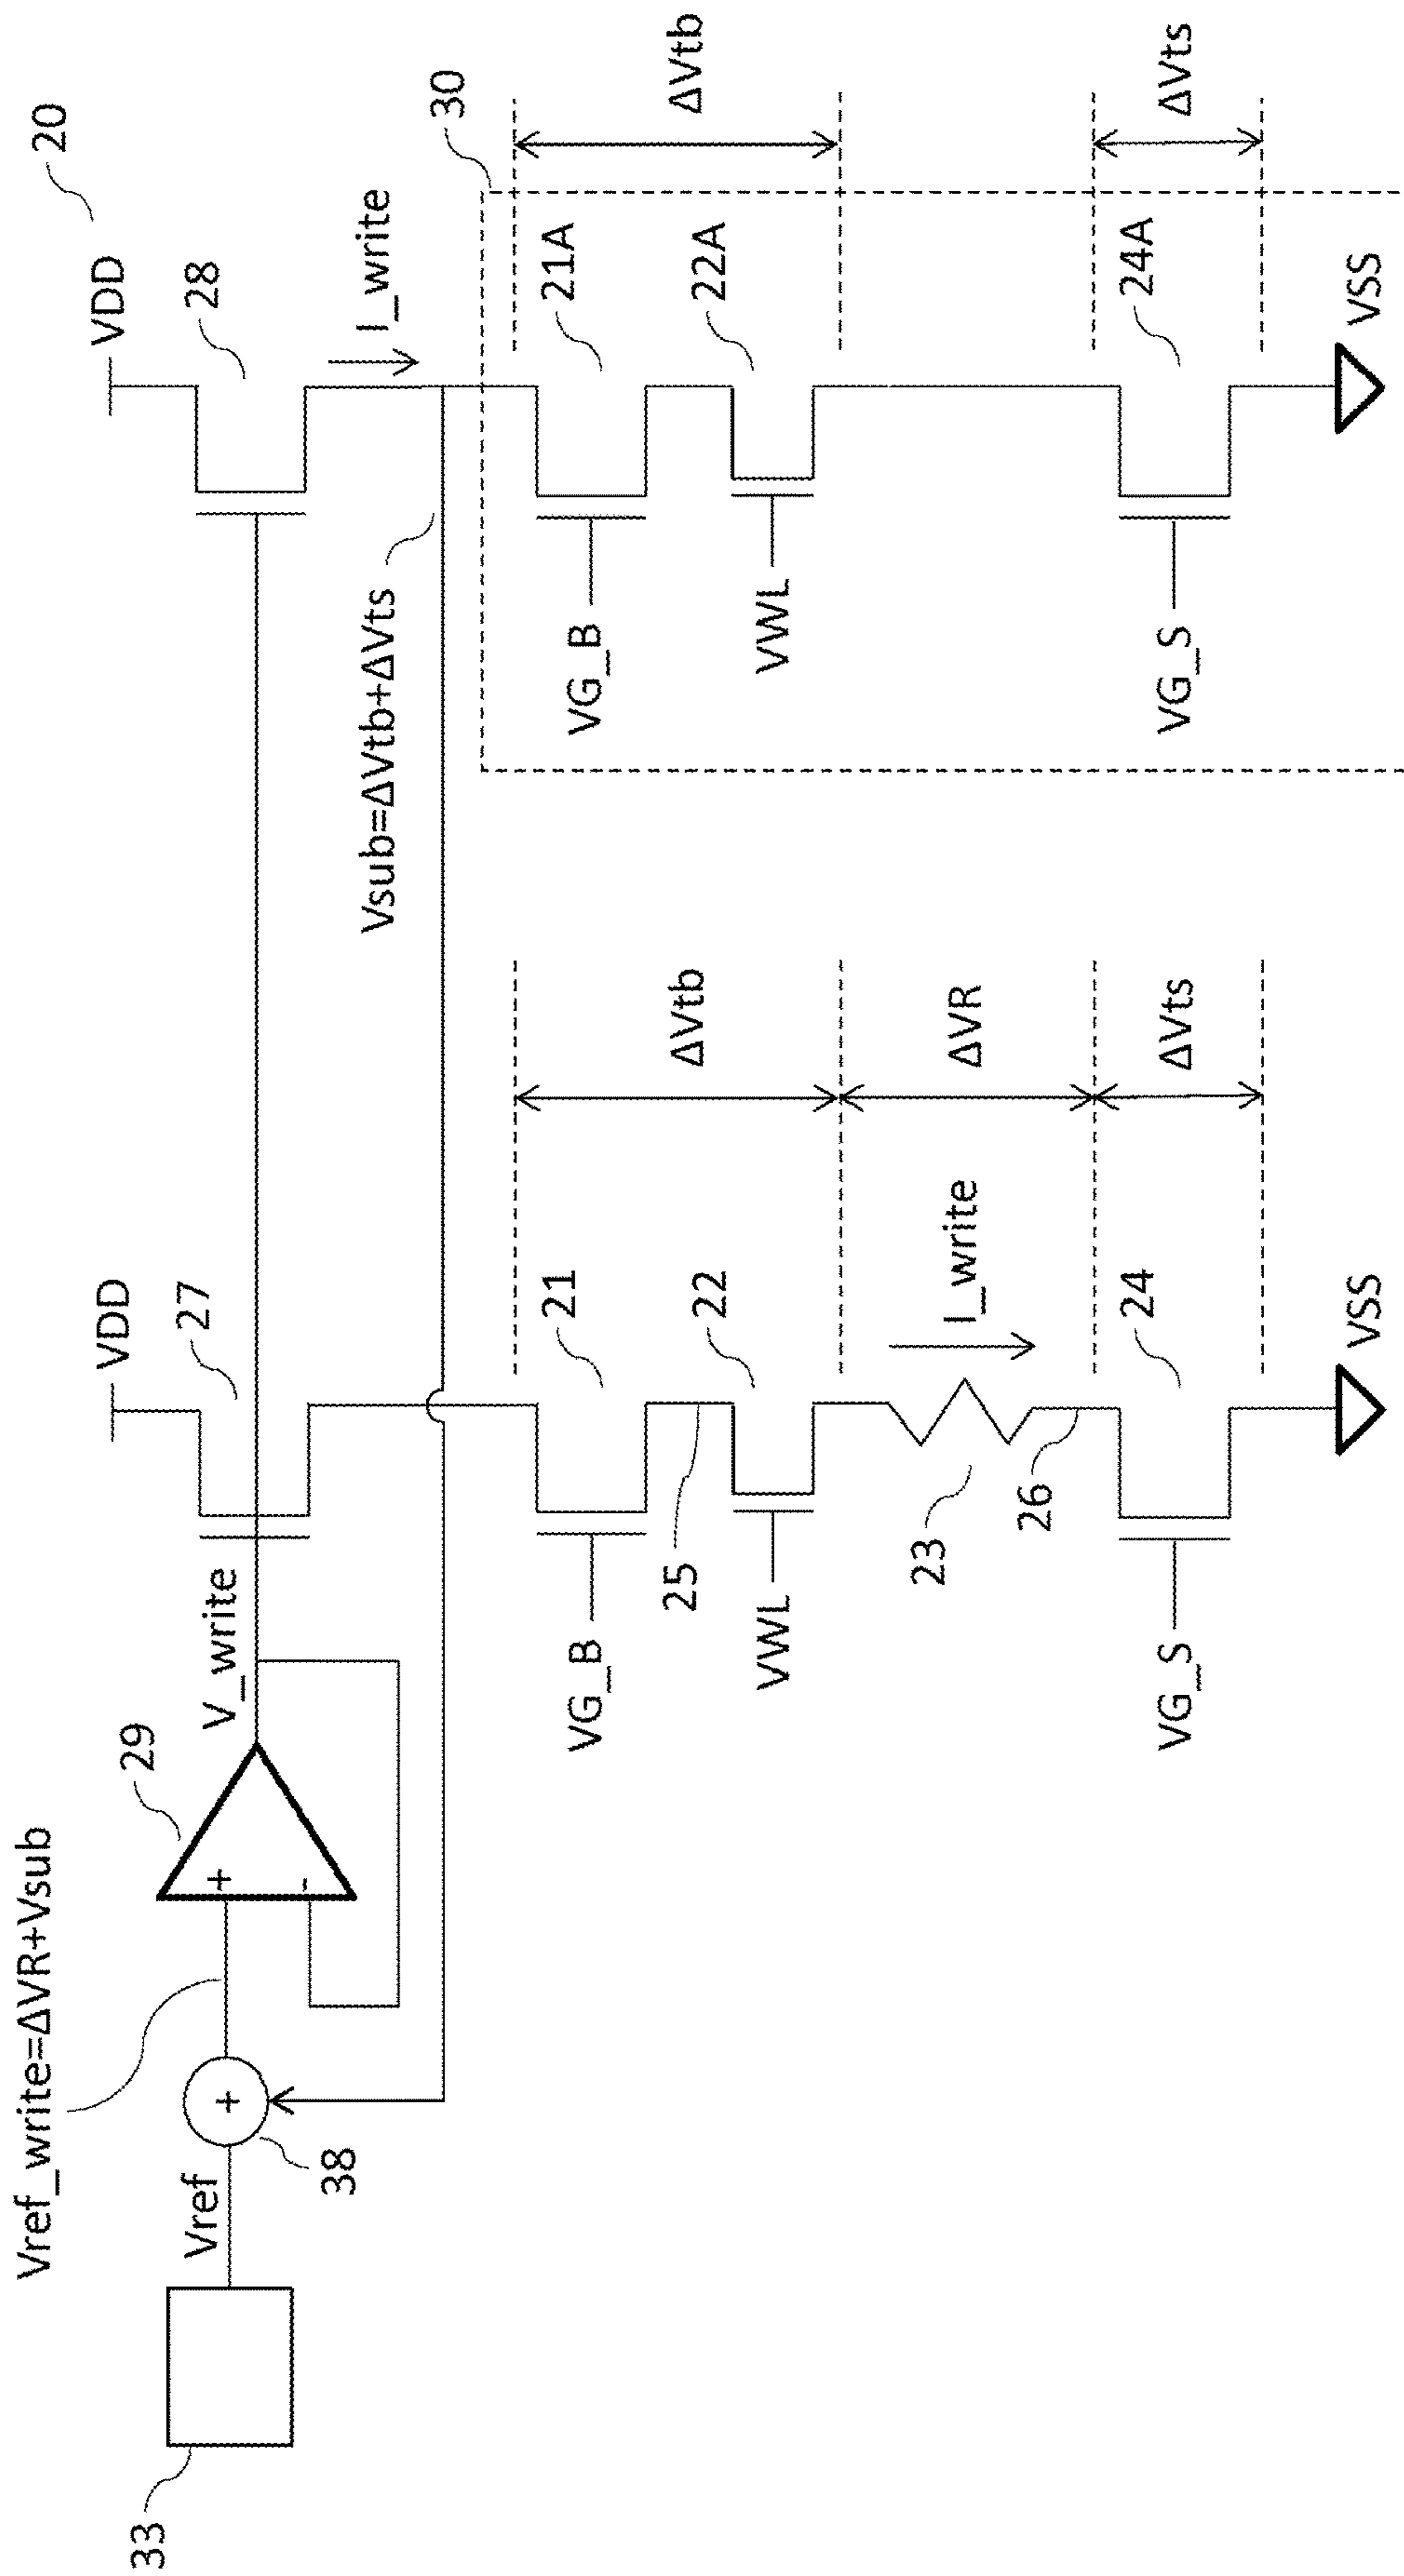 20
VDD
28
I_write
Vsub=ΔVtb+ΔVts
30
21A
VG_B
22A
VWL
ΔVtb
24A
VG_S
ΔVts
VSS
Vref_write=ΔVR+Vsub
33
Vref
+
38
+
-
29
V_write
VDD
27
21
VG_B
25
22
VWL
ΔVtb
23
I_write
ΔVR
26
24
VG_S
ΔVts
VSS